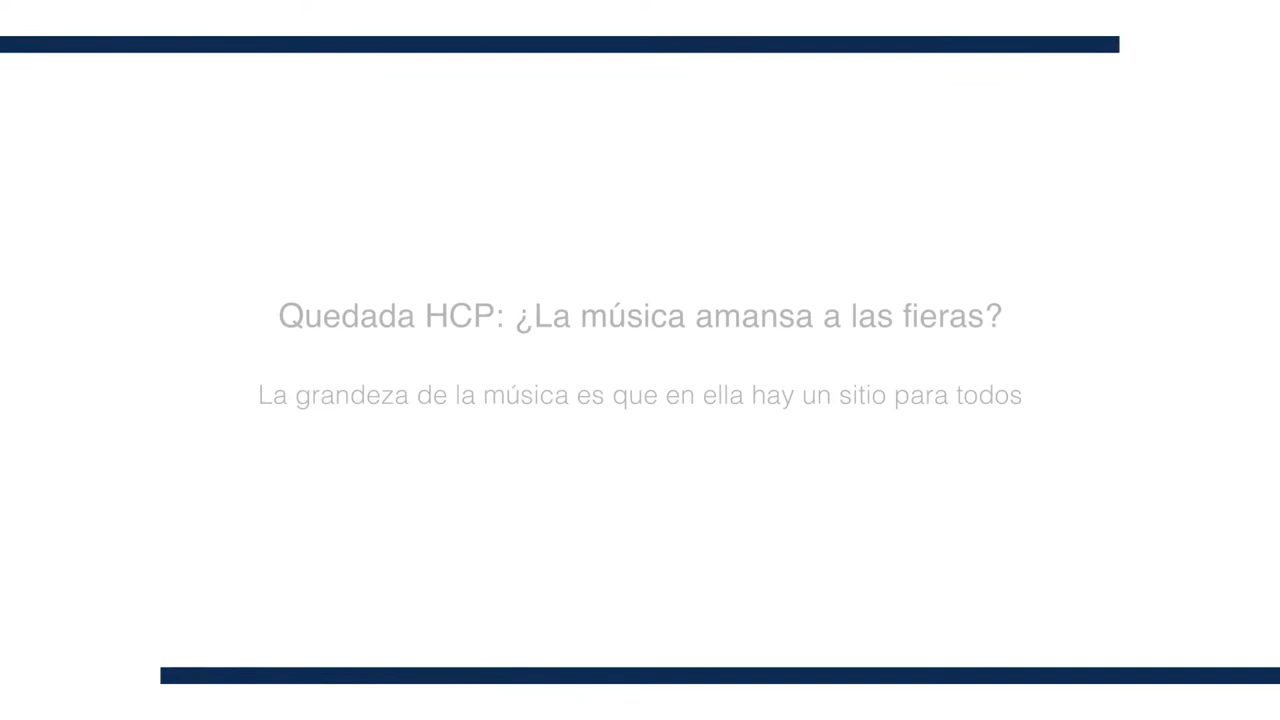 Quedada HCP: ¿La música amansa a las fieras?
La grandeza de la música es que en ella hay un sitio para todos